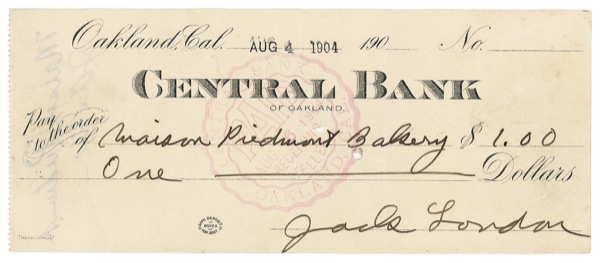 Oakland, Cal. AUG 4 1904 190 No.
CENTRAL BANK
OF OAKLAND.
Pay to the order of Maison Piedmont Bakery $ 1.00
One Dollars
Jack London